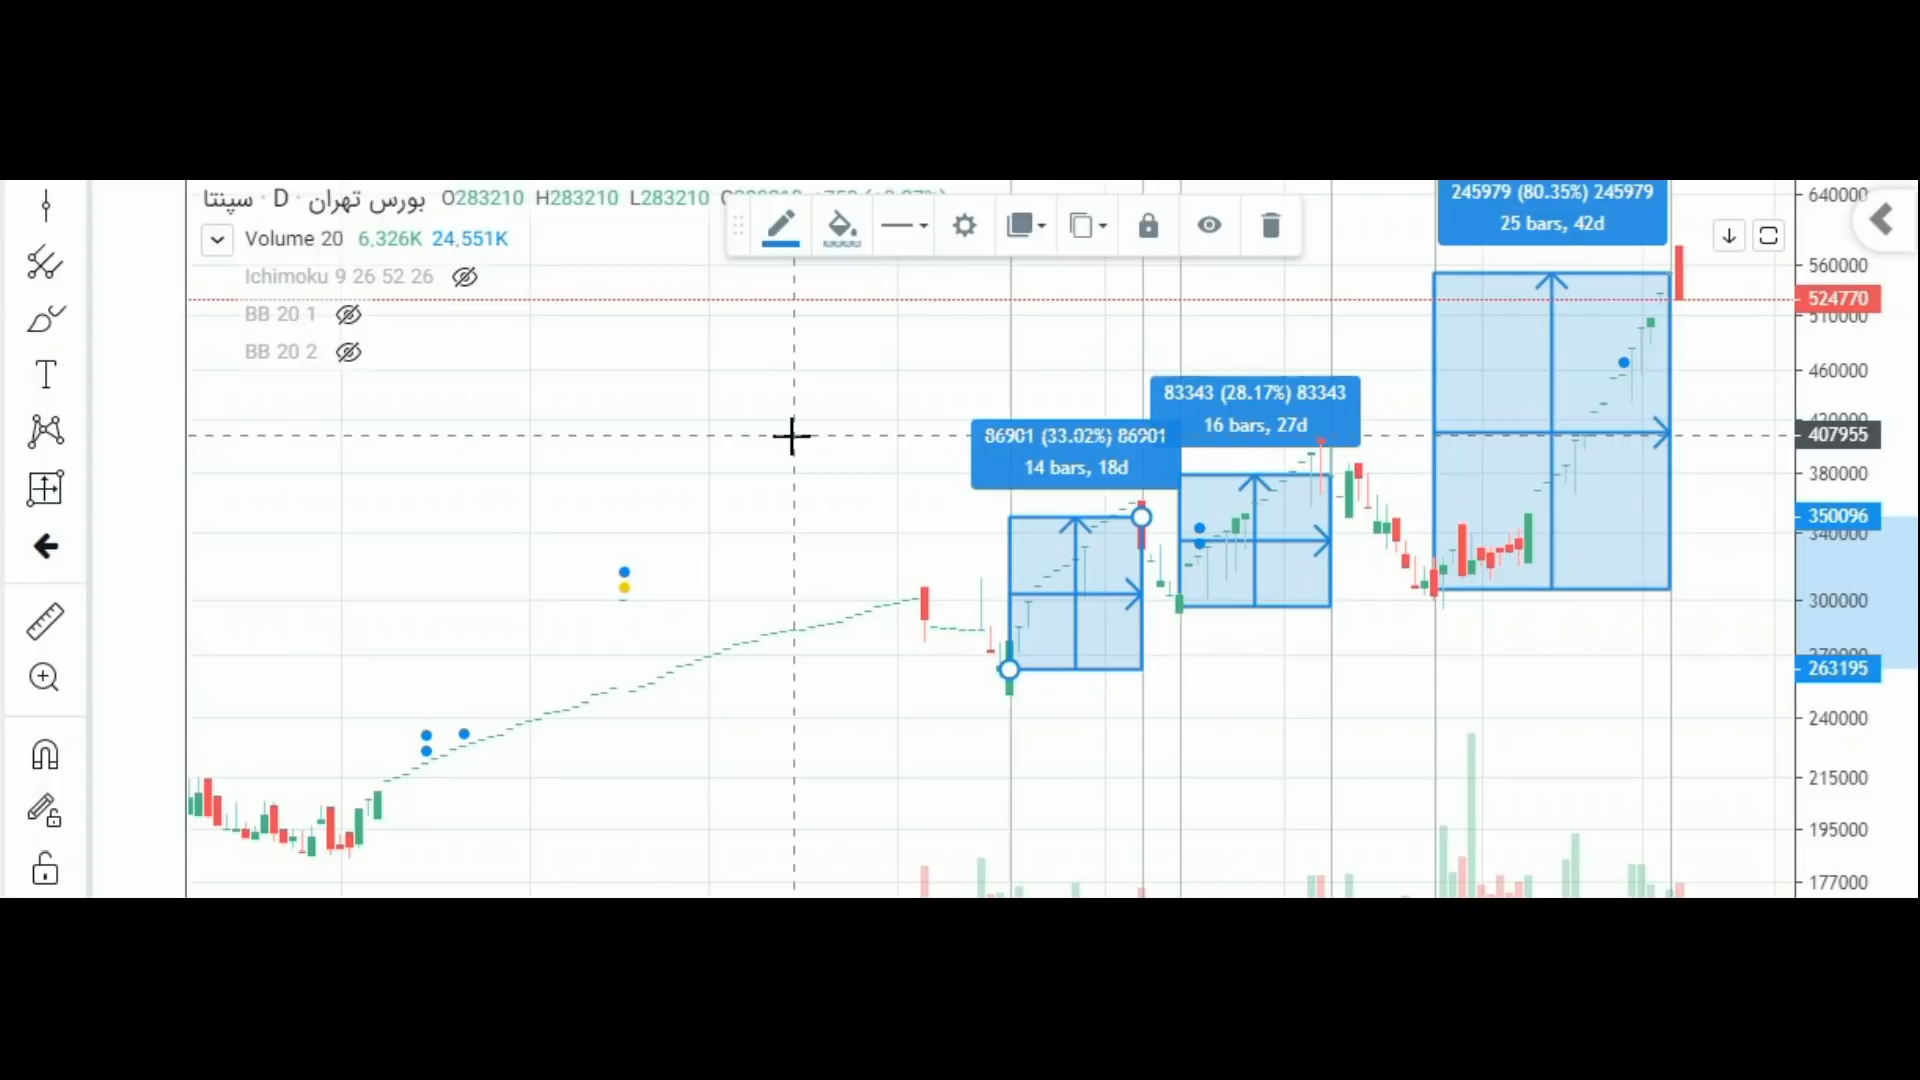 سپنتا · D · بورس تهران O283210 H283210 L283210
Volume 20 6,326K 24,551K
Ichimoku 9 26 52 26
BB 20 1
BB 20 2
245979 (80.35%) 245979
25 bars, 42d
83343 (28.17%) 83343
16 bars, 27d
86901 (33.02%) 86901
14 bars, 18d
640000
560000
524770
510000
460000
420000
407955
380000
350096
340000
300000
270000
263195
240000
215000
195000
177000